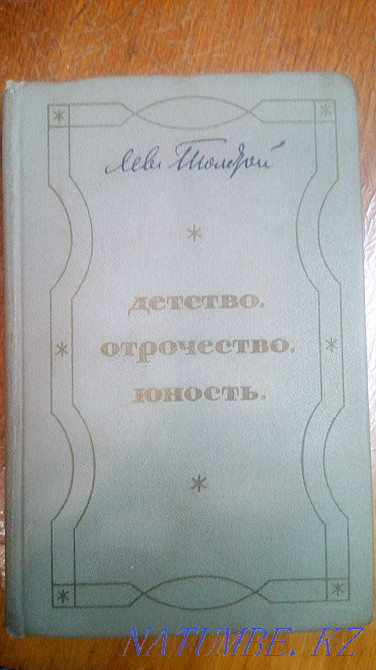 Лев Толстой
детство.
отрочество.
юность.
NATUMBE. KZ